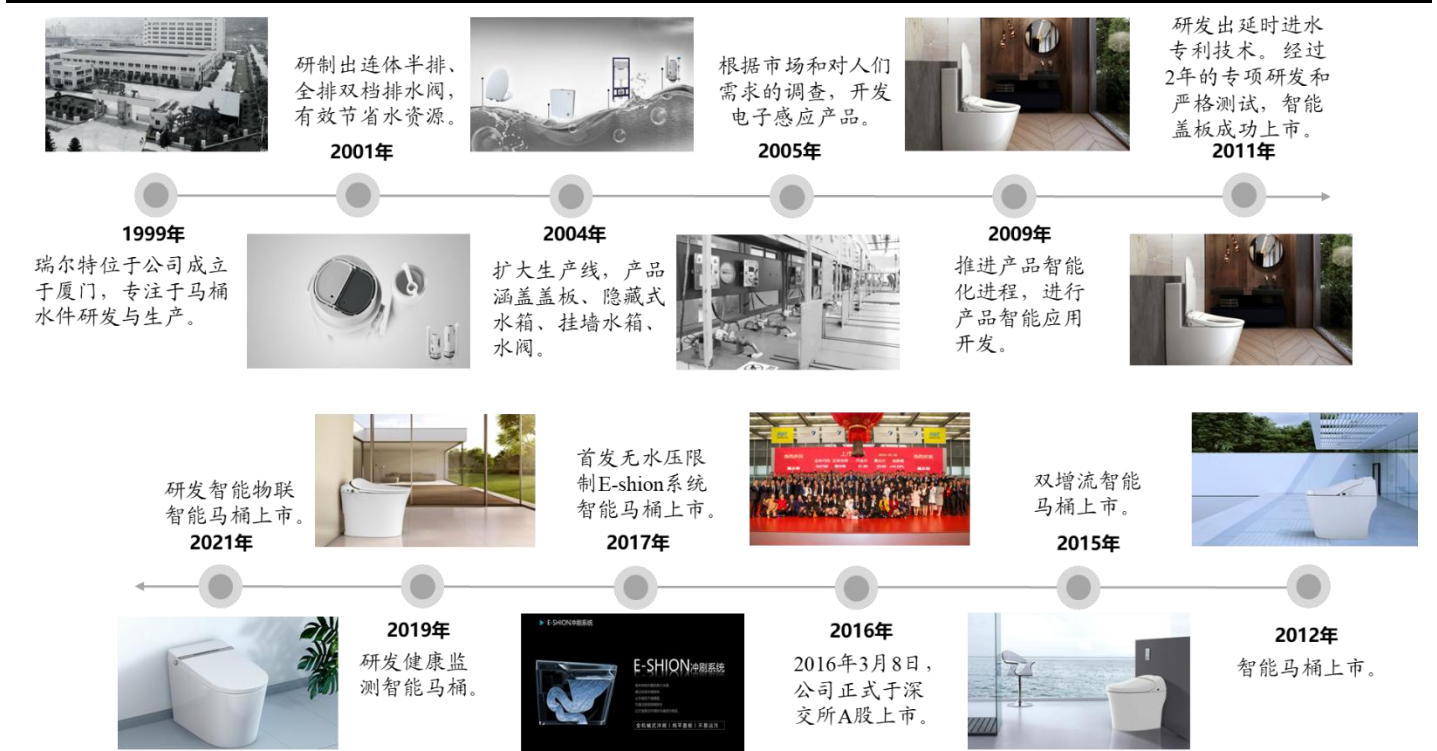 1999年
瑞尔特位于公司成立
于厦门，专注于马桶
水件研发与生产。
研制出连体半排、
全排双档排水阀，
有效节省水资源。
2001年
2004年
扩大生产线，产品
涵盖盖板、隐藏式
水箱、挂墙水箱、
水阀。
根据市场和对人们
需求的调查，开发
电子感应产品。
2005年
2009年
推进产品智能
化进程，进行
产品智能应用
开发。
研发出延时进水
专利技术。经过
2年的专项研发和
严格测试，智能
盖板成功上市。
2011年
2012年
智能马桶上市。
双增流智能
马桶上市。
2015年
2016年
2016年3月8日，
公司正式于深
交所A股上市。
首发无水压限
制E-shion系统
智能马桶上市。
2017年
E-SHION冲刷系统
E-SHION冲刷系统
2019年
研发健康监
测智能马桶。
研发智能物联
智能马桶上市。
2021年